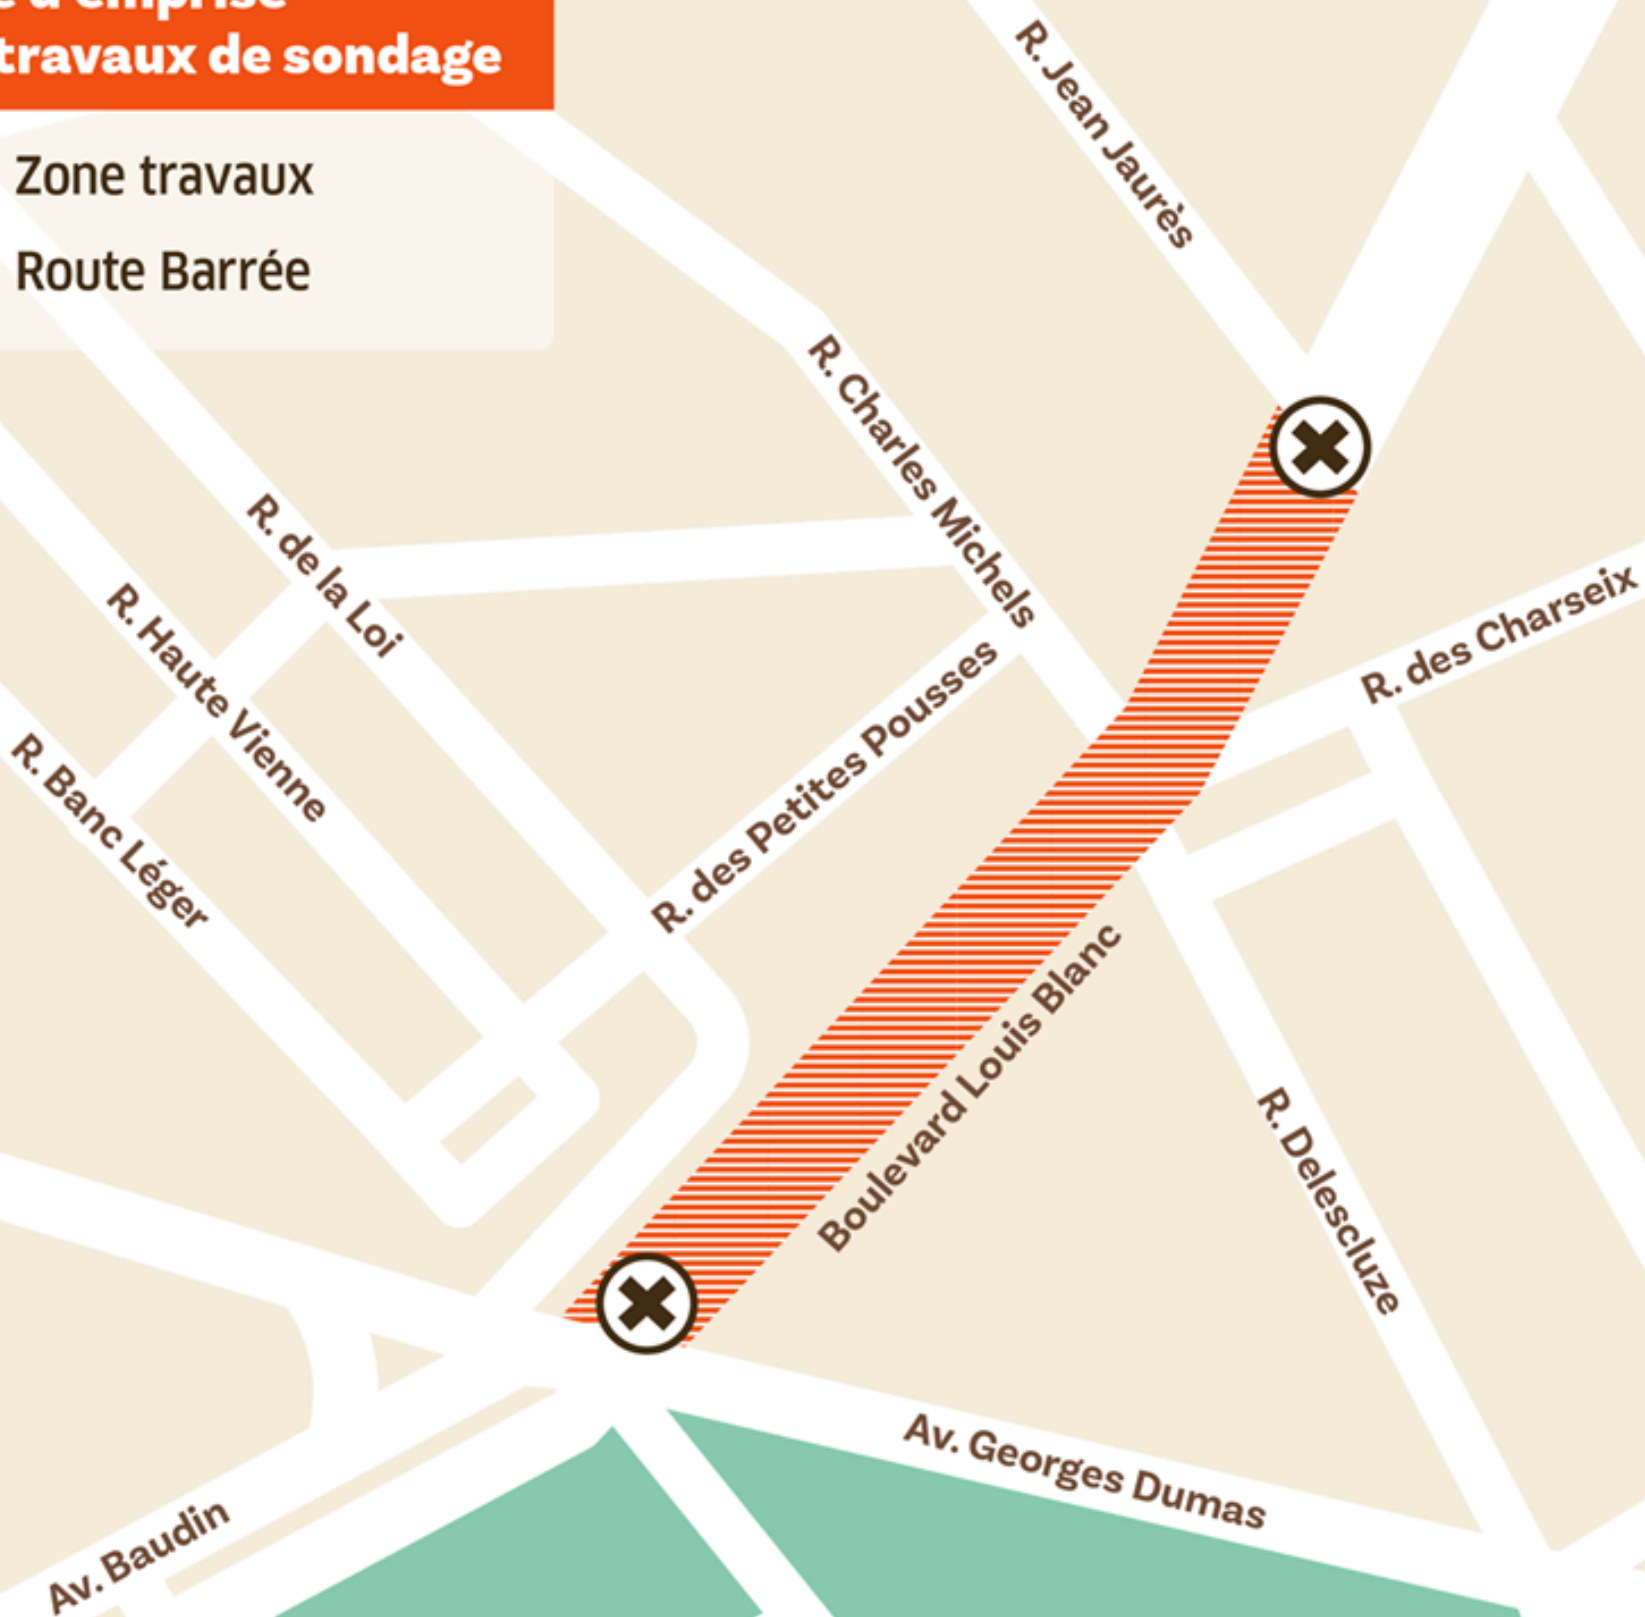 e d'emprise
travaux de sondage
Zone travaux
Route Barrée
R. Jean Jaurès
R. Charles Michels
R. de la Loi
R. des Charseix
R. Haute Vienne
R. des Petites Pousses
R. Banc Léger
Boulevard Louis Blanc
R. Delescluze
Av. Georges Dumas
Av. Baudin